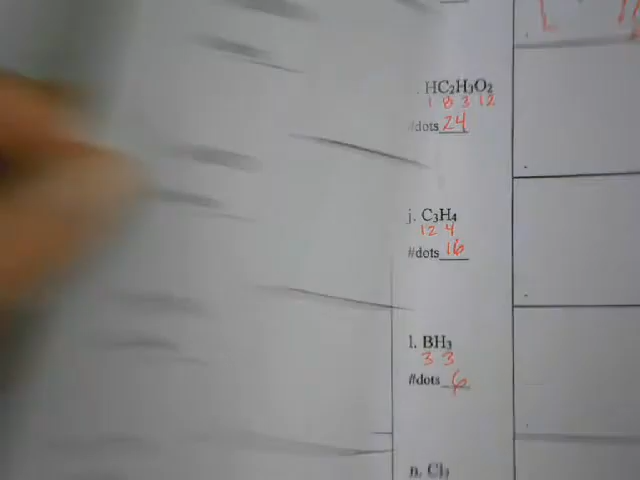 . HC₂H₃O₂
1 8 3 12
#dots 24
j. C₃H₄
12 4
#dots 16
l. BH₃
3 3
#dots 6
n. Cl₂